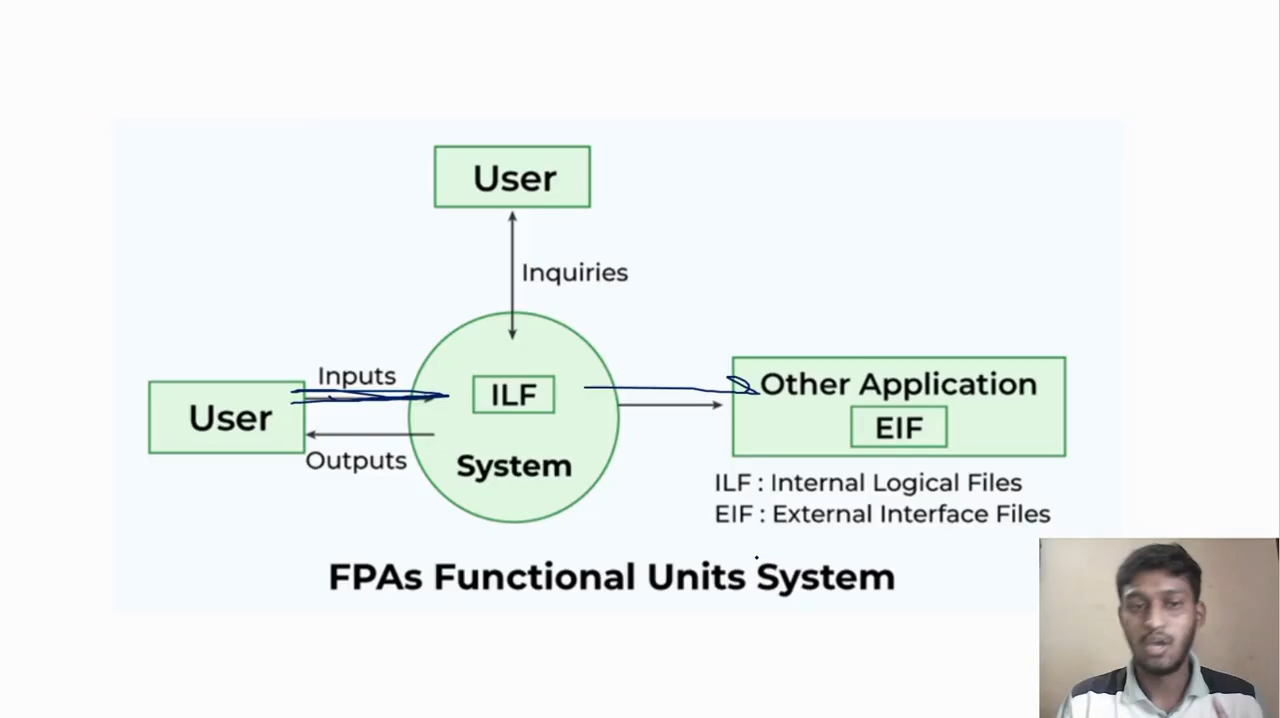 User
Inquiries
Inputs
ILF
Other Application
User
EIF
Outputs
System
ILF : Internal Logical Files
EIF : External Interface Files
FPAs Functional Units System